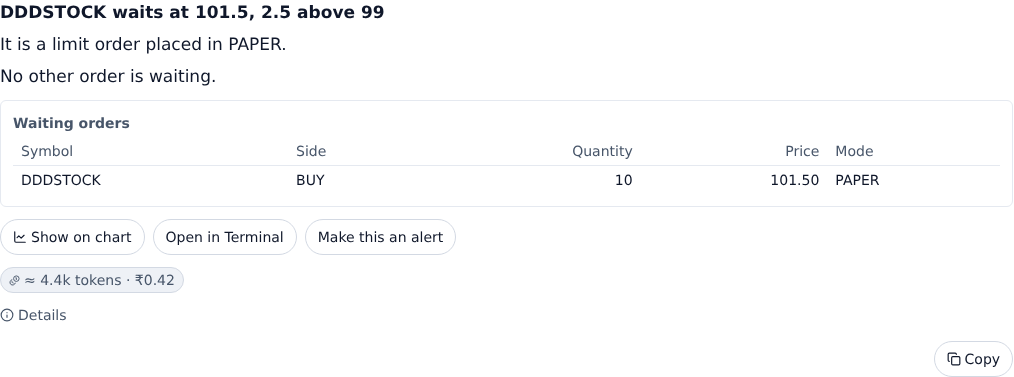 DDDSTOCK waits at 101.5, 2.5 above 99
It is a limit order placed in PAPER.
No other order is waiting.
Waiting orders
Symbol Side Quantity Price Mode
DDDSTOCK BUY 10 101.50 PAPER
Show on chart Open in Terminal Make this an alert
≈ 4.4k tokens · ₹0.42
Details
Copy